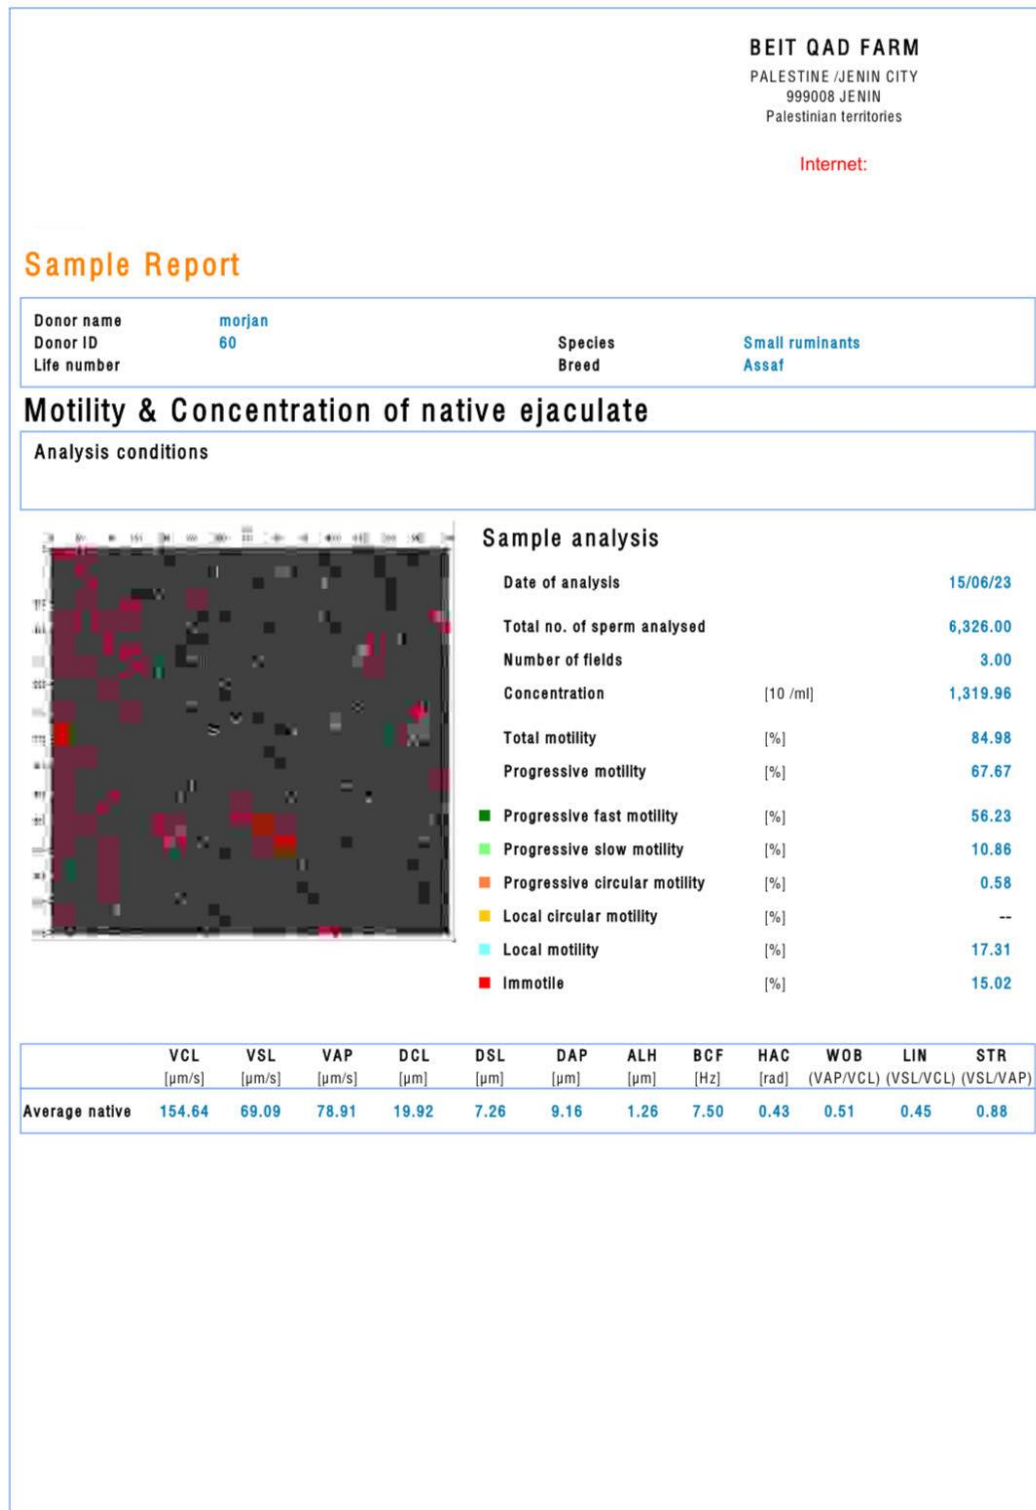 BEIT QAD FARM
PALESTINE /JENIN CITY
999008 JENIN
Palestinian territories
Internet:
Sample Report
Donor name morjan
Donor ID 60 Species Small ruminants
Life number Breed Assaf
Motility & Concentration of native ejaculate
Analysis conditions
Sample analysis
Date of analysis 15/06/23
Total no. of sperm analysed 6,326.00
Number of fields 3.00
Concentration [10 /ml] 1,319.96
Total motility [%] 84.98
Progressive motility [%] 67.67
Progressive fast motility [%] 56.23
Progressive slow motility [%] 10.86
Progressive circular motility [%] 0.58
Local circular motility [%] --
Local motility [%] 17.31
Immotile [%] 15.02
VCL VSL VAP DCL DSL DAP ALH BCF HAC WOB LIN STR
[µm/s] [µm/s] [µm/s] [µm] [µm] [µm] [µm] [Hz] [rad] (VAP/VCL) (VSL/VCL) (VSL/VAP)
Average native 154.64 69.09 78.91 19.92 7.26 9.16 1.26 7.50 0.43 0.51 0.45 0.88